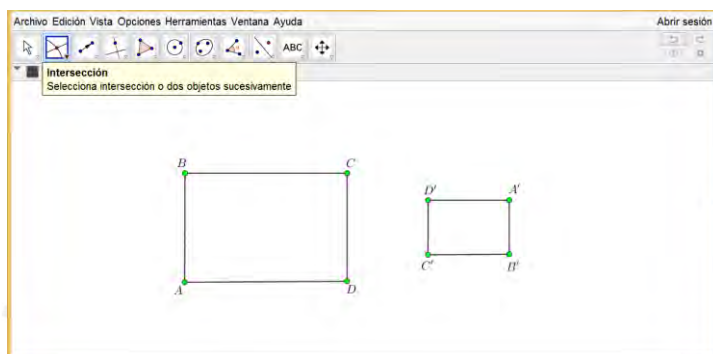 Archivo Edición Vista Opciones Herramientas Ventana Ayuda Abrir sesión
ABC
Intersección
Selecciona intersección o dos objetos sucesivamente
B C
D' A'
C' B'
A D